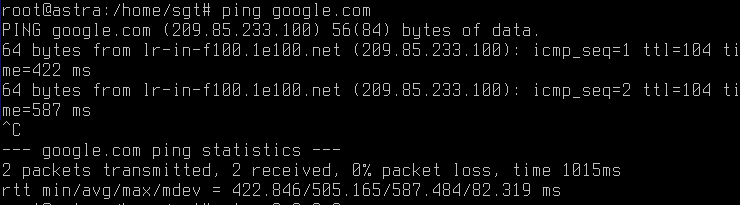 root@astra:/home/sgt# ping google.com
PING google.com (209.85.233.100) 56(84) bytes of data.
64 bytes from lr-in-f100.1e100.net (209.85.233.100): icmp_seq=1 ttl=104 ti
me=422 ms
64 bytes from lr-in-f100.1e100.net (209.85.233.100): icmp_seq=2 ttl=104 ti
me=587 ms
^C
--- google.com ping statistics ---
2 packets transmitted, 2 received, 0% packet loss, time 1015ms
rtt min/avg/max/mdev = 422.846/505.165/587.484/82.319 ms